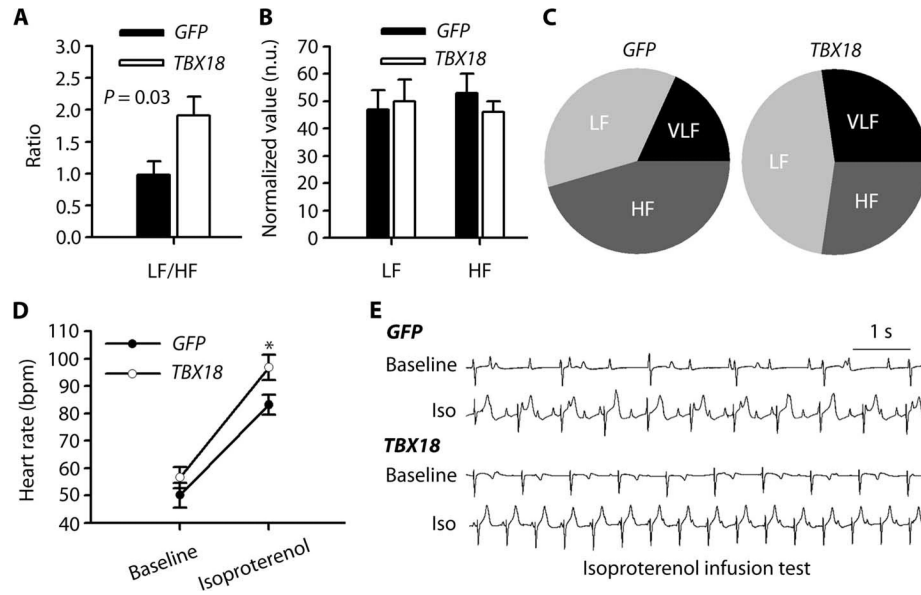 A
GFP
TBX18
P = 0.03
Ratio
3.0
2.5
2.0
1.5
1.0
0.5
0.0
LF/HF
B
GFP
TBX18
Normalized value (n.u.)
70
60
50
40
30
20
10
0
LF
HF
C
GFP
LF
VLF
HF
TBX18
VLF
LF
HF
D
GFP
TBX18
*
Heart rate (bpm)
110
100
90
80
70
60
50
40
Baseline
Isoproterenol
E
GFP
1 s
Baseline
Iso
TBX18
Baseline
Iso
Isoproterenol infusion test